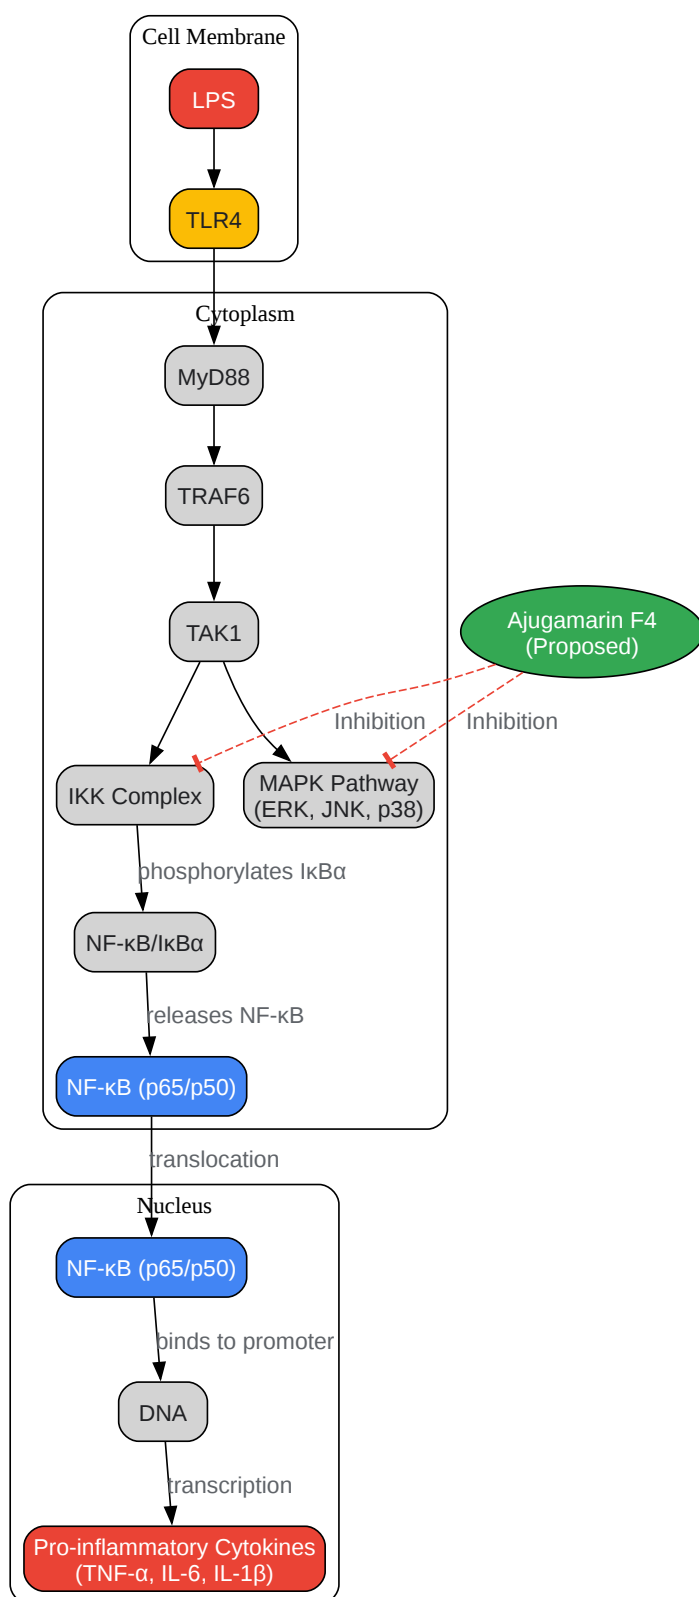 Cell Membrane
LPS
TLR4
Cytoplasm
MyD88
TRAF6
TAK1
Ajugamarin F4
(Proposed)
Inhibition
Inhibition
IKK Complex
MAPK Pathway
(ERK, JNK, p38)
phosphorylates IκBα
NF-κB/IκBα
releases NF-κB
NF-κB (p65/p50)
translocation
Nucleus
NF-κB (p65/p50)
binds to promoter
DNA
transcription
Pro-inflammatory Cytokines
(TNF-α, IL-6, IL-1β)